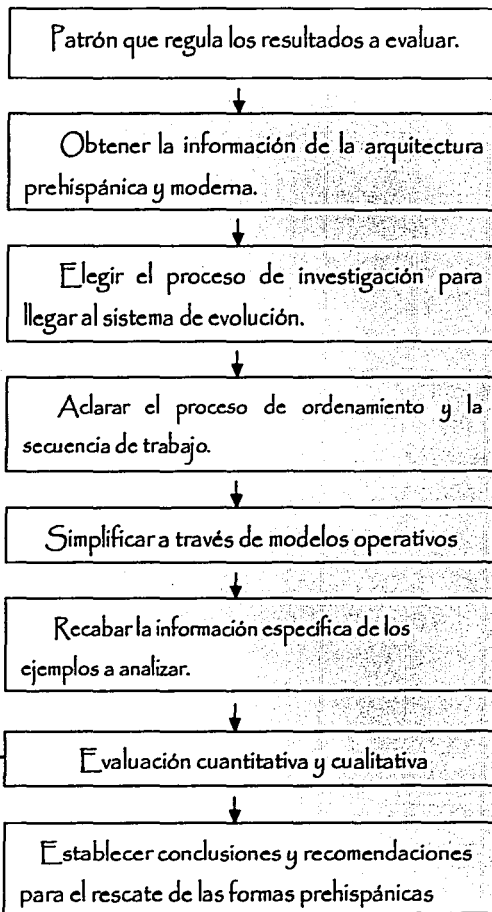 Patrón que regula los resultados a evaluar.
Obtener la información de la arquitectura
prehispánica y moderna.
Elegir el proceso de investigación para
llegar al sistema de evolución.
Aclarar el proceso de ordenamiento y la
secuencia de trabajo.
Simplificar a través de modelos operativos
Recabar la información específica de los
ejemplos a analizar.
Evaluación cuantitativa y cualitativa
Establecer conclusiones y recomendaciones
para el rescate de las formas prehispánicas